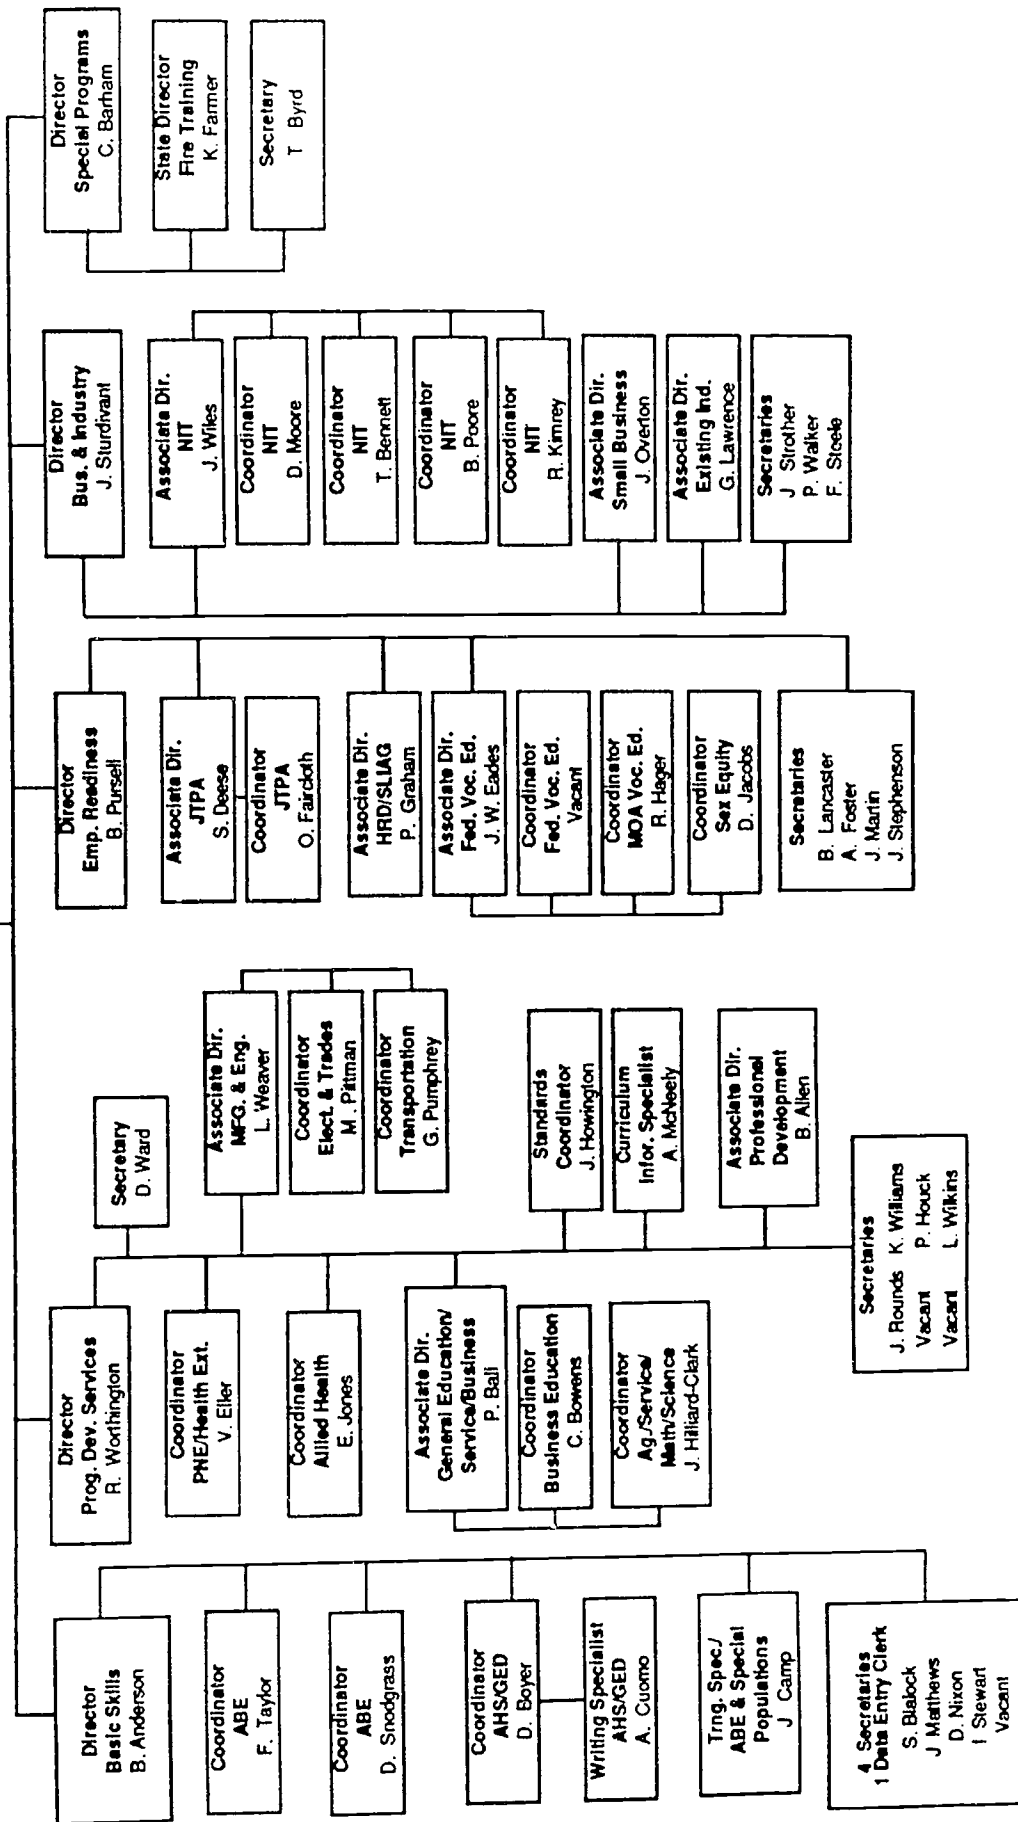 Director
Basic Skills
B. Anderson
Coordinator
ABE
F. Taylor
Coordinator
ABE
D. Snodgrass
Coordinator
AHS/GED
D. Boyer
Writing Specialist
AHS/GED
A. Cuomo
Trng. Spec./
ABE & Special
Populations
J Camp
4 Secretaries
1 Data Entry Clerk
S. Blalock
J Matthews
D. Nixon
I Stewart
Vacant
Director
Prog. Dev. Services
R. Worthington
Secretary
D. Ward
Coordinator
PNE/Health Ext.
V. Eller
Coordinator
Allied Health
E. Jones
Associate Dir.
General Education/
Service/Business
P. Ball
Coordinator
Business Education
C. Bowens
Coordinator
Ag./Service/
Math/Science
J. Hilliard-Clark
Associate Dir.
MFG. & Eng.
L. Weaver
Coordinator
Elect. & Trades
M. Pittman
Coordinator
Transportation
G. Pumphrey
Standards
Coordinator
J. Howington
Curriculum
Infor. Specialist
A. McNeely
Associate Dir.
Professional
Development
B. Allen
Secretaries
J. Rounds K. Williams
Vacant P. Houck
Vacant L. Wilkins
Director
Emp. Readiness
B. Pursell
Associate Dir.
JTPA
S. Deese
Coordinator
JTPA
O. Faircloth
Associate Dir.
HRD/SLIAG
P. Graham
Associate Dir.
Fed. Voc. Ed.
J. W. Eades
Coordinator
Fed. Voc. Ed.
Vacant
Coordinator
MOA Voc. Ed.
R. Hager
Coordinator
Sex Equity
D. Jacobs
Secretaries
B. Lancaster
A. Foster
J. Martin
J. Stephenson
Director
Bus. & Industry
J. Sturdivant
Associate Dir.
NIT
J. Wiles
Coordinator
NIT
D. Moore
Coordinator
NIT
T. Bennett
Coordinator
NIT
B. Poore
Coordinator
NIT
R. Kimrey
Associate Dir.
Small Business
J. Overton
Associate Dir.
Existing Ind.
G. Lawrence
Secretaries
J Strother
P. Walker
F. Steele
Director
Special Programs
C. Barham
State Director
Fire Training
K. Farmer
Secretary
T Byrd